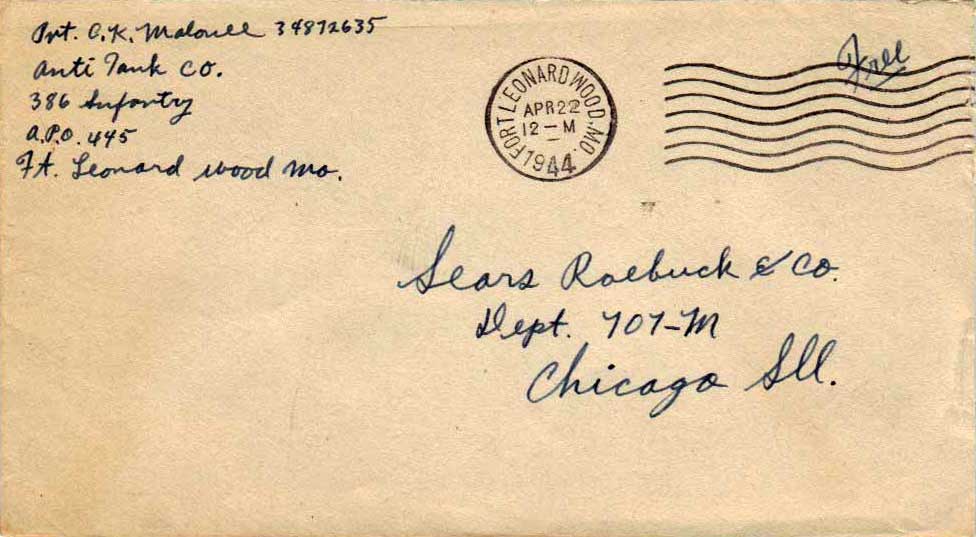 Pvt. O.K. 34872635
Anti Tank Co.
386 Infantry
A.P.O. 445
Ft. Leonard Wood Mo.
FORT LEONARD WOOD, MO.
APR 22
12 - M
1944
Free
Sears Roebuck & Co.
Dept. 707-M
Chicago Ill.